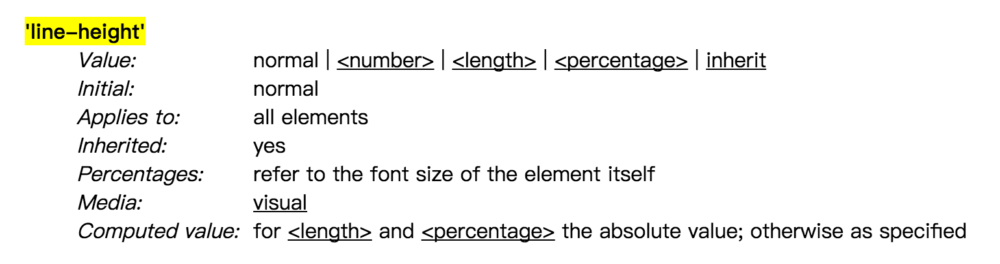 'line-height'
Value: normal | <number> | <length> | <percentage> | inherit
Initial: normal
Applies to: all elements
Inherited: yes
Percentages: refer to the font size of the element itself
Media: visual
Computed value: for <length> and <percentage> the absolute value; otherwise as specified